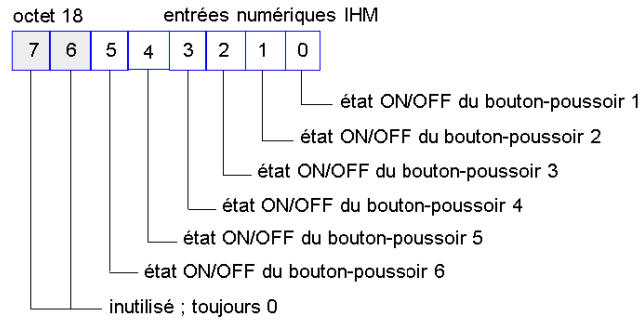 octet 18 entrées numériques IHM
7 6 5 4 3 2 1 0
état ON/OFF du bouton-poussoir 1
état ON/OFF du bouton-poussoir 2
état ON/OFF du bouton-poussoir 3
état ON/OFF du bouton-poussoir 4
état ON/OFF du bouton-poussoir 5
état ON/OFF du bouton-poussoir 6
inutilisé ; toujours 0